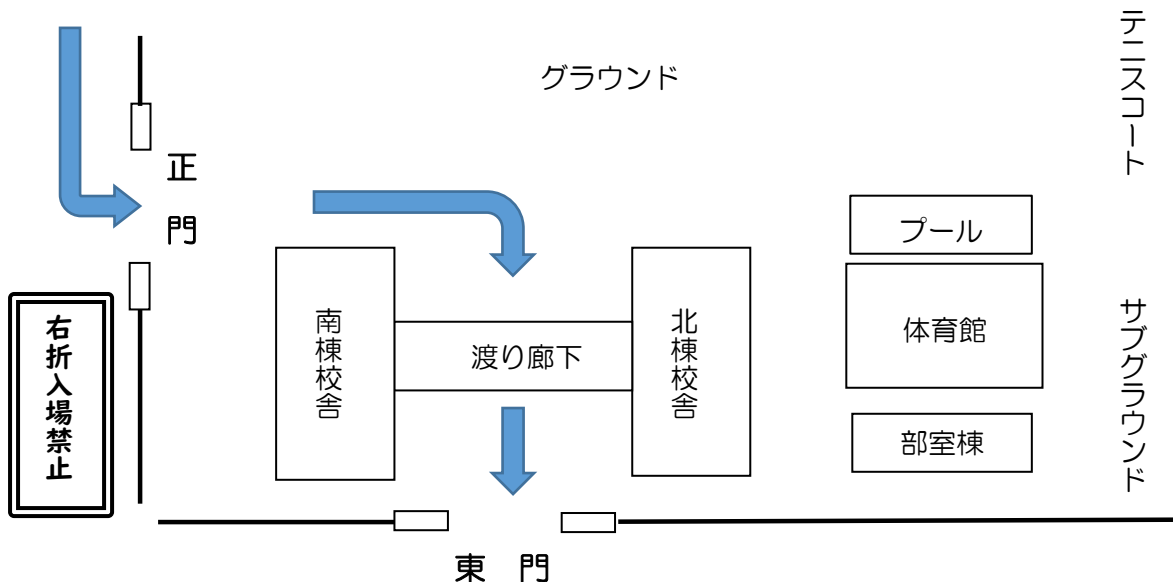 テニスコート
グラウンド
正門
プール
右折入場禁止
南棟校舎
渡り廊下
北棟校舎
体育館
サブグラウンド
部室棟
東　門